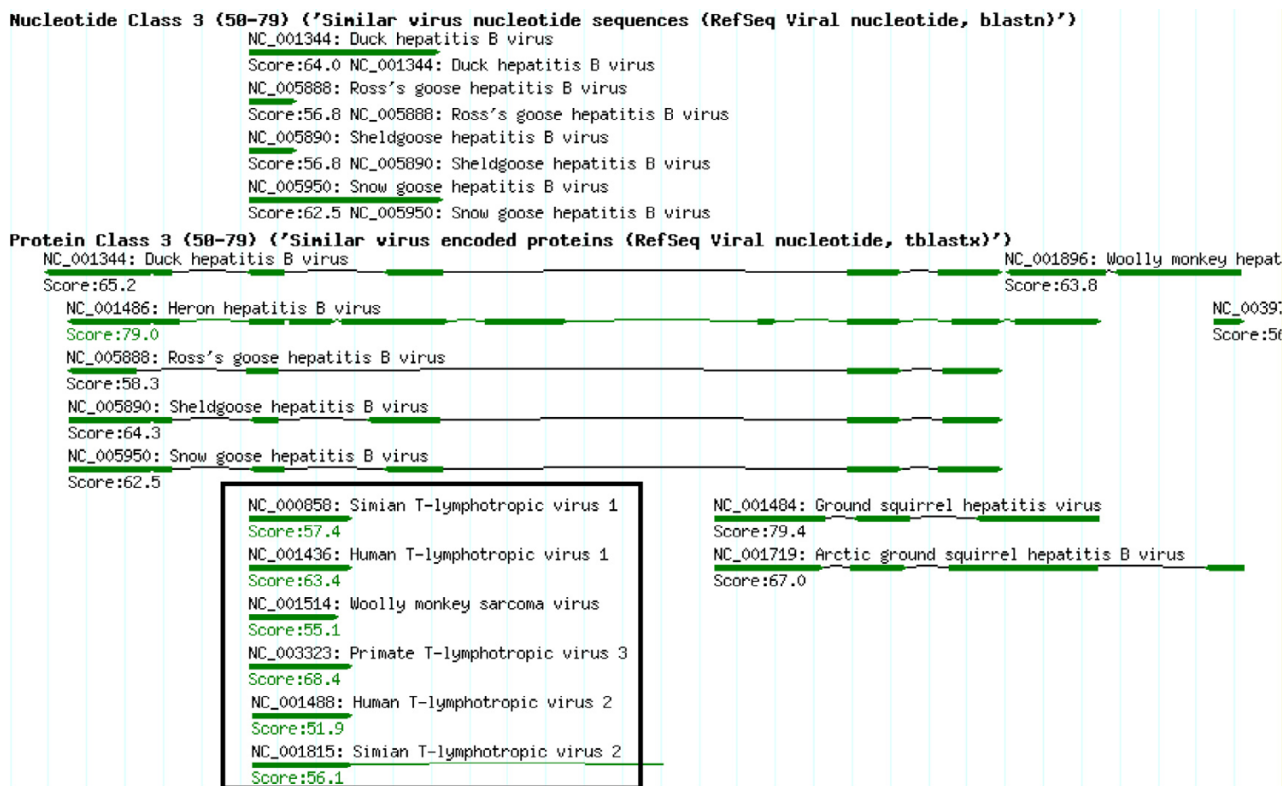 Nucleotide Class 3 (50-79) ('Similar virus nucleotide sequences (RefSeq Viral nucleotide, blastn)')
NC_001344: Duck hepatitis B virus
Score:64.0 NC_001344: Duck hepatitis B virus
NC_005888: Ross's goose hepatitis B virus
Score:56.8 NC_005888: Ross's goose hepatitis B virus
NC_005890: Sheldgoose hepatitis B virus
Score:56.8 NC_005890: Sheldgoose hepatitis B virus
NC_005950: Snow goose hepatitis B virus
Score:62.5 NC_005950: Snow goose hepatitis B virus
Protein Class 3 (50-79) ('Similar virus encoded proteins (RefSeq Viral nucleotide, tblastx)')
NC_001344: Duck hepatitis B virus NC_001896: Woolly monkey hepat
Score:65.2 Score:63.8
NC_001486: Heron hepatitis B virus NC_0039
Score:79.0 Score:5
NC_005888: Ross's goose hepatitis B virus
Score:58.3
NC_005890: Sheldgoose hepatitis B virus
Score:64.3
NC_005950: Snow goose hepatitis B virus
Score:62.5
NC_000858: Simian T-lymphotropic virus 1 NC_001484: Ground squirrel hepatitis virus
Score:57.4 Score:79.4
NC_001436: Human T-lymphotropic virus 1 NC_001719: Arctic ground squirrel hepatitis B virus
Score:63.4 Score:67.0
NC_001514: Woolly monkey sarcoma virus
Score:55.1
NC_003323: Primate T-lymphotropic virus 3
Score:68.4
NC_001488: Human T-lymphotropic virus 2
Score:51.9
NC_001815: Simian T-lymphotropic virus 2
Score:56.1